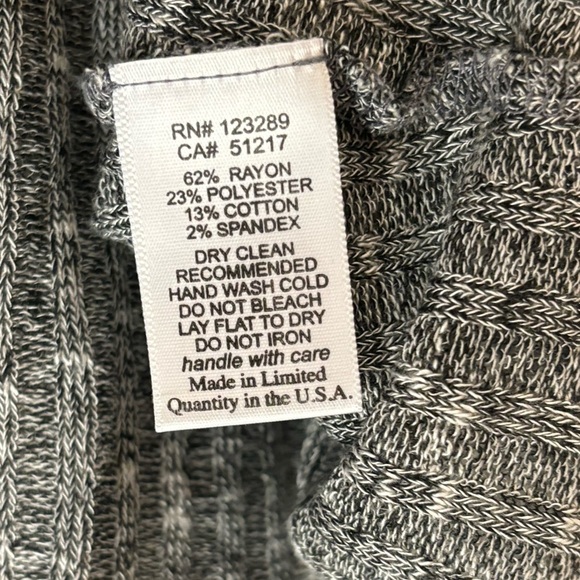 RN# 123289
CA# 51217
62% RAYON
23% POLYESTER
13% COTTON
2% SPANDEX
DRY CLEAN
RECOMMENDED
HAND WASH COLD
DO NOT BLEACH
LAY FLAT TO DRY
DO NOT IRON
handle with care
Made in Limited
Quantity in the U.S.A.